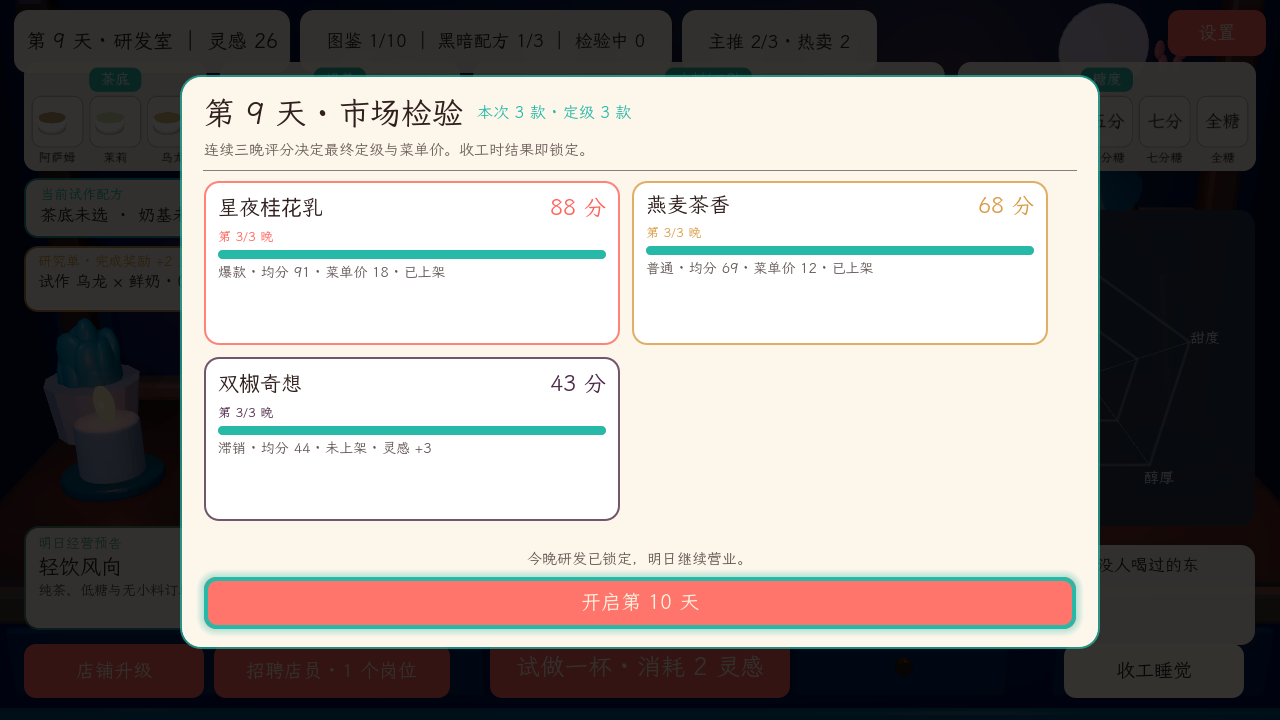 第 9 天·研发室 │ 灵感 26
图鉴 1/10 │ 黑暗配方 1/3 │ 检验中 0
主推 2/3·热卖 2
设置
茶底
糖度
阿萨姆
茉莉
七分
全糖
七分糖
全糖
当前试作配方
茶底未选 ·
研究单·完成奖励 +2
试作 乌龙 × 鲜奶·
第 9 天·市场检验
本次 3 款·定级 3 款
连续三晚评分决定最终定级与菜单价。收工时结果即锁定。
星夜桂花乳
88 分
第 3/3 晚
爆款·均分 91·菜单价 18·已上架
燕麦茶香
68 分
第 3/3 晚
普通·均分 69·菜单价 12·已上架
双椒奇想
43 分
第 3/3 晚
滞销·均分 44·未上架·灵感 +3
甜度
醇厚
明日经营预告
轻饮风向
纯茶、低糖与无小料订
没人喝过的东
今晚研发已锁定，明日继续营业。
开启第 10 天
店铺升级
招聘店员·1 个岗位
试做一杯·消耗 2 灵感
收工睡觉